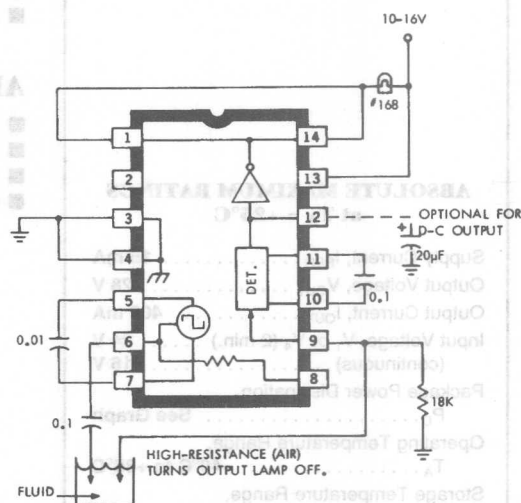 10-16V
#168
1
14
2
13
3
12
OPTIONAL FOR
D-C OUTPUT
+
20µF
4
11
DET.
0.1
5
10
0.01
6
9
7
8
0.1
18K
HIGH-RESISTANCE (AIR)
TURNS OUTPUT LAMP OFF.
FLUID
ABSOLUTE MAXIMUM RATINGS
Supply Current, I
Output Voltage, V
Output Current, I
Input Voltage, V
(continuous)
Package Power Dissipation,
See Graph
Operating Temperature Range,
Storage Temperature Range,